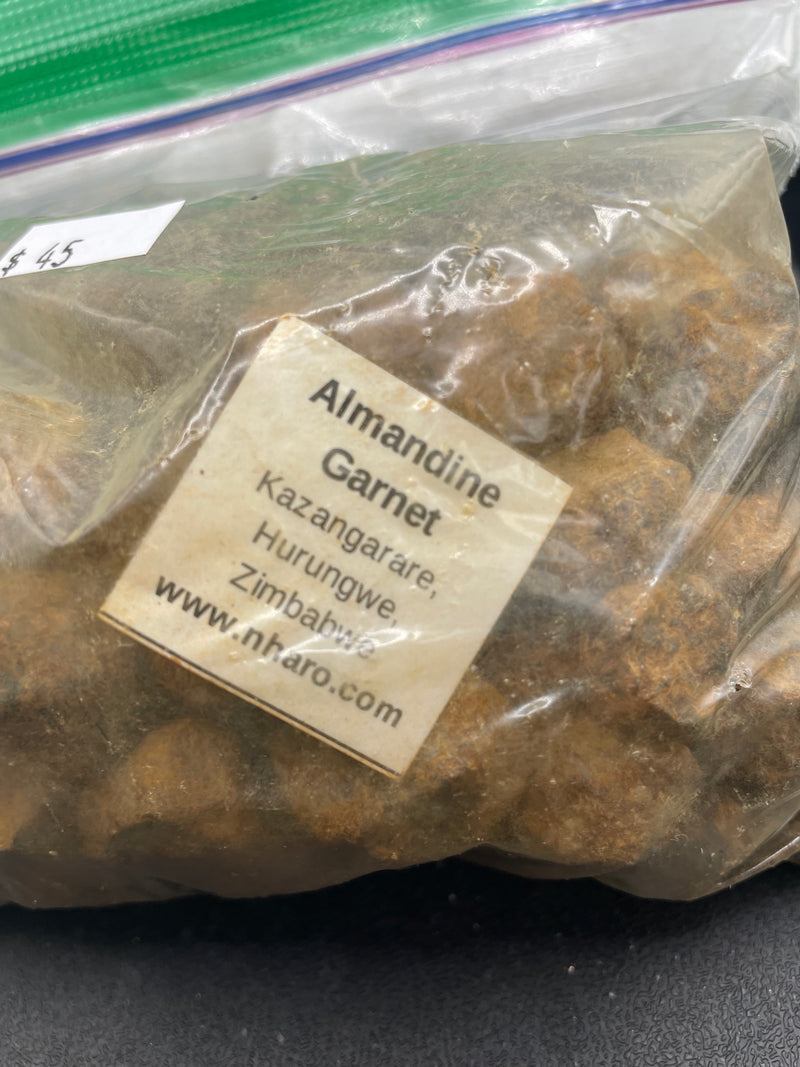 $ 45
Almandine
Garnet
Kazangarare,
Hurungwe,
Zimbabwe
www.nharo.com